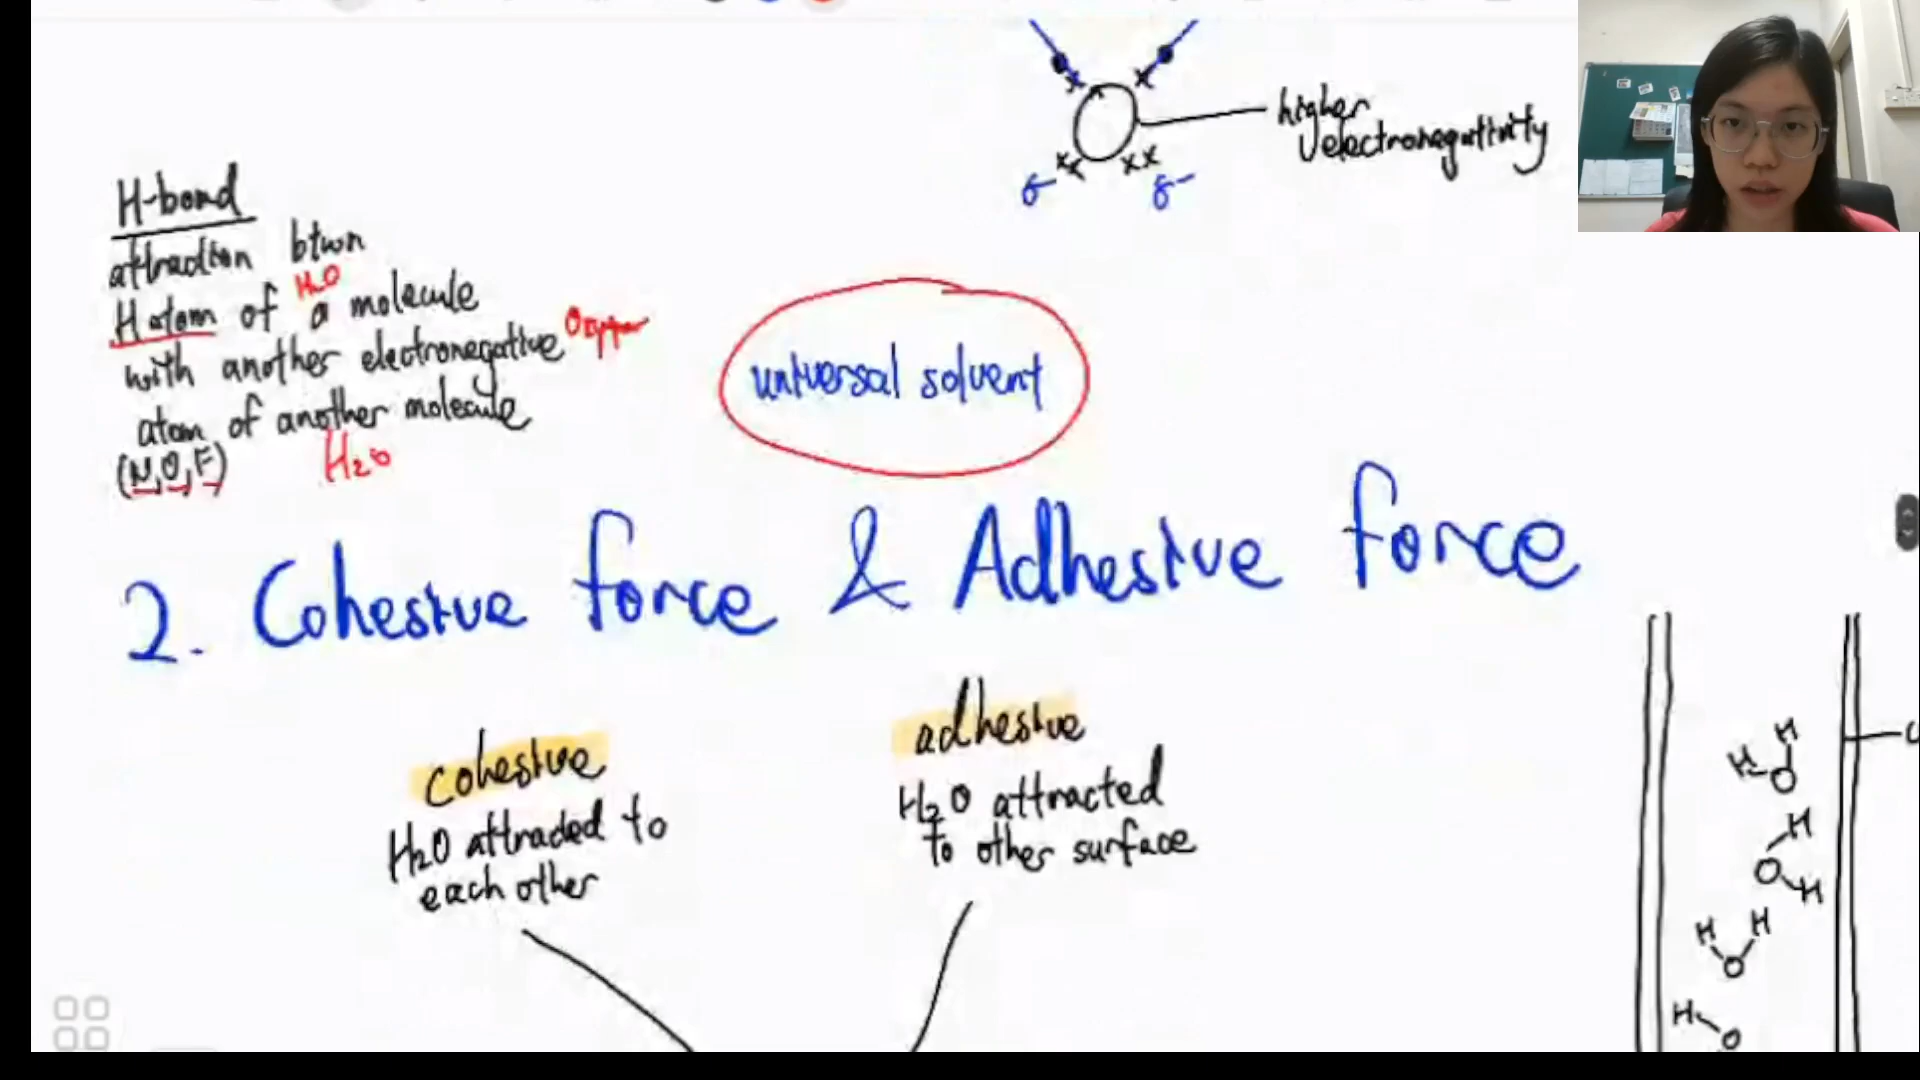 higher
electronegativity
δ- δ-
H-bond
attraction btwn
H2O
H atom of a molecule
with another electronegative Oxygen
atom of another molecule
(N,O,F) H2O
universal solvent
2. Cohesive force & Adhesive force
cohesive
H2O attracted to
each other
adhesive
H2O attracted
to other surface
H
H O
H
O H
H H
O
H O